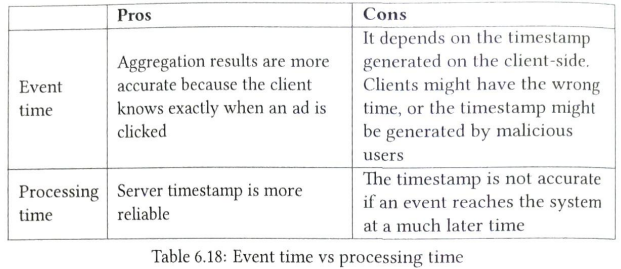 Pros Cons
Event time
Aggregation results are more
accurate because the client
knows exactly when an ad is
clicked
It depends on the timestamp
generated on the client-side.
Clients might have the wrong
time, or the timestamp might
be generated by malicious
users
Processing time
Server timestamp is more
reliable
The timestamp is not accurate
if an event reaches the system
at a much later time
Table 6.18: Event time vs processing time